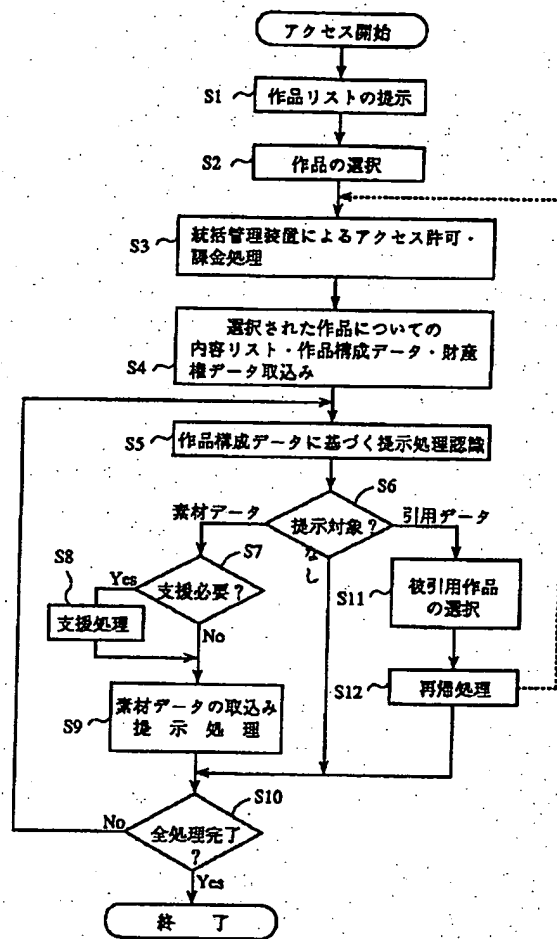 アクセス開始
S1
作品リストの提示
S2
作品の選択
S3
統括管理装置によるアクセス許可・
課金処理
選択された作品についての
内容リスト・作品構成データ・財産
権データ取込み
S4
S5
作品構成データに基づく提示処理認識
S6
素材データ
提示対象?
引用データ
なし
S7
S8
Yes
支援必要?
支援処理
No
S11
被引用作品
の選択
S12
再帰処理
S9
素材データの取込み
提示処理
S10
No
全処理完了
?
Yes
終了